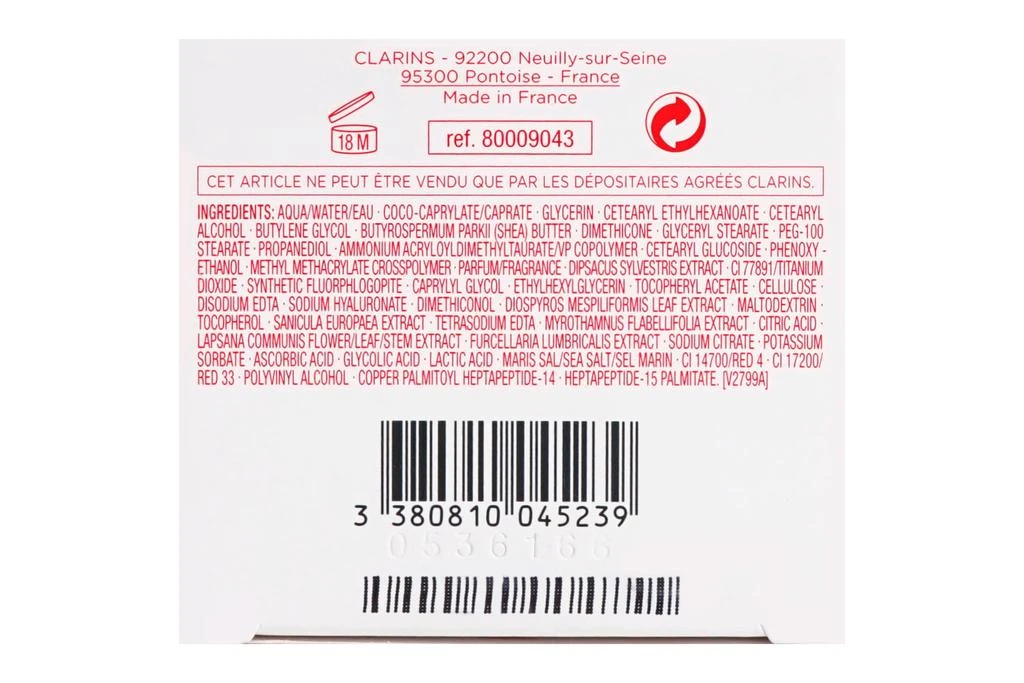 CLARINS - 92200 Neuilly-sur-Seine
95300 Pontoise - France
Made in France
18 M
ref. 80009043
CET ARTICLE NE PEUT ÊTRE VENDU QUE PAR LES DÉPOSITAIRES AGRÉÉS CLARINS.
INGREDIENTS: AQUA/WATER/EAU · COCO-CAPRYLATE/CAPRATE · GLYCERIN · CETEARYL ETHYLHEXANOATE · CETEARYL
ALCOHOL · BUTYLENE GLYCOL · BUTYROSPERMUM PARKII (SHEA) BUTTER · DIMETHICONE · GLYCERYL STEARATE · PEG-100
STEARATE · PROPANEDIOL · AMMONIUM ACRYLOYLDIMETHYLTAURATE/VP COPOLYMER · CETEARYL GLUCOSIDE · PHENOXY-
ETHANOL · METHYL METHACRYLATE CROSSPOLYMER · PARFUM/FRAGRANCE · DIPSACUS SYLVESTRIS EXTRACT · CI 77891/TITANIUM
DIOXIDE · SYNTHETIC FLUORPHLOGOPITE · CAPRYLYL GLYCOL · ETHYLHEXYLGLYCERIN · TOCOPHERYL ACETATE · CELLULOSE ·
DISODIUM EDTA · SODIUM HYALURONATE · DIMETHICONOL · DIOSPYROS MESPILIFORMIS LEAF EXTRACT · MALTODEXTRIN ·
TOCOPHEROL · SANICULA EUROPAEA EXTRACT · TETRASODIUM EDTA · MYROTHAMNUS FLABELLIFOLIA EXTRACT · CITRIC ACID ·
LAPSANA COMMUNIS FLOWER/LEAF/STEM EXTRACT · FURCELLARIA LUMBRICALIS EXTRACT · SODIUM CITRATE · POTASSIUM
SORBATE · ASCORBIC ACID · GLYCOLIC ACID · LACTIC ACID · MARIS SAL/SEA SALT/SEL MARIN · CI 14700/RED 4 · CI 17200/
RED 33 · POLYVINYL ALCOHOL · COPPER PALMITOYL HEPTAPEPTIDE-14 · HEPTAPEPTIDE-15 PALMITATE. [V2799A]
3 380810 045239
0536166